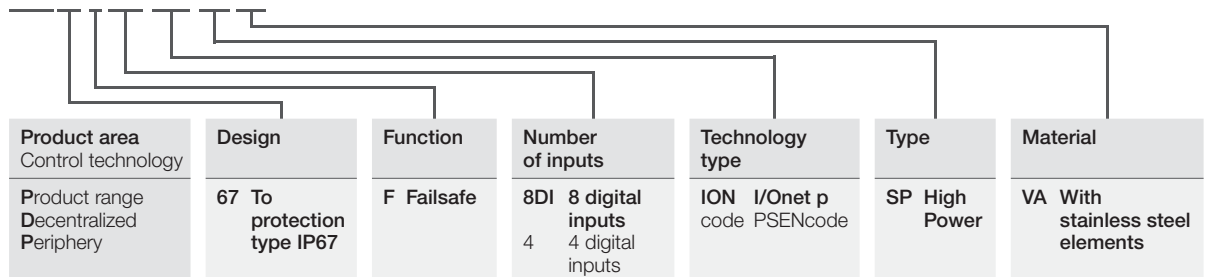 Product area
Control technology
Product range
Decentralized
Periphery
Design
67 To
protection
type IP67
Function
F Failsafe
Number
of inputs
8DI 8 digital
inputs
4 4 digital
inputs
Technology
type
ION I/Onet p
code PSENcode
Type
SP High
Power
Material
VA With
stainless steel
elements